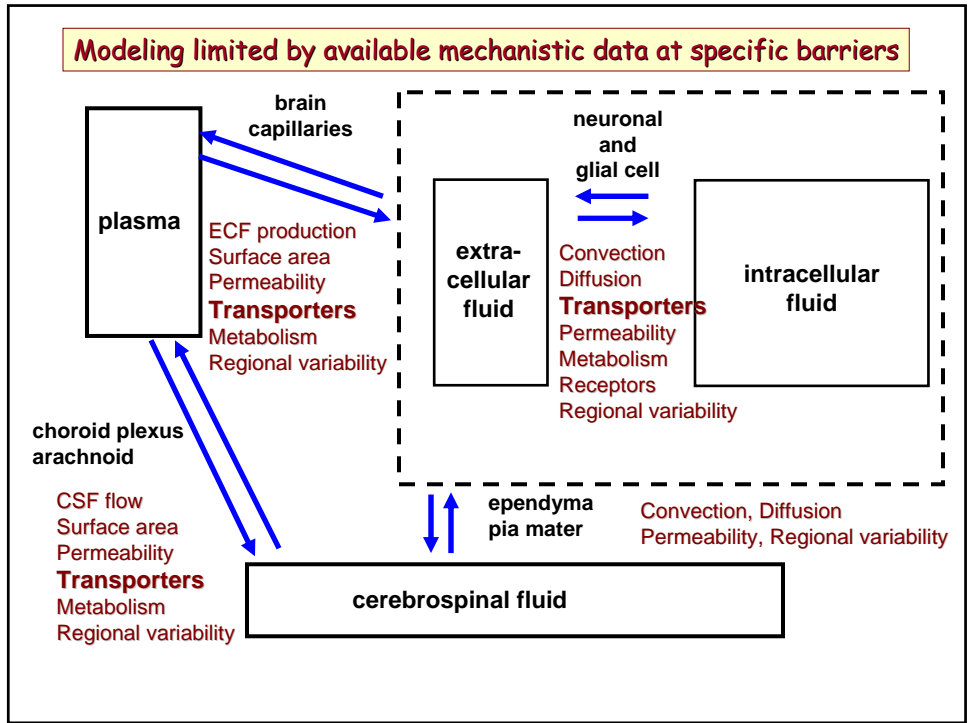 Modeling limited by available mechanistic data at specific barriers
brain
capillaries
neuronal
and
glial cell
plasma
ECF production
Surface area
Permeability
Transporters
Metabolism
Regional variability
extra-
cellular
fluid
Convection
Diffusion
Transporters
Permeability
Metabolism
Receptors
Regional variability
intracellular
fluid
choroid plexus
arachnoid
CSF flow
Surface area
Permeability
Transporters
Metabolism
Regional variability
ependyma
pia mater
Convection, Diffusion
Permeability, Regional variability
cerebrospinal fluid